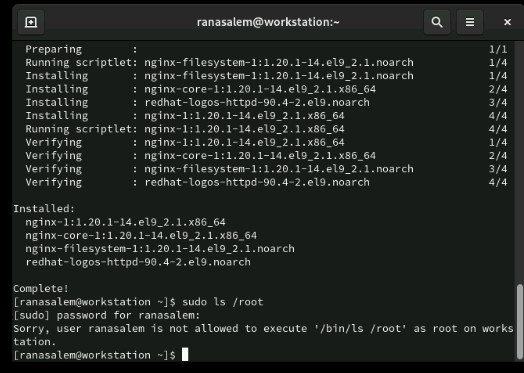 ranasalem@workstation:~
Preparing        :                                                        1/1
Running scriptlet: nginx-filesystem-1:1.20.1-14.el9_2.1.noarch            1/4
Installing       : nginx-filesystem-1:1.20.1-14.el9_2.1.noarch            1/4
Installing       : nginx-core-1:1.20.1-14.el9_2.1.x86_64                  2/4
Installing       : redhat-logos-httpd-90.4-2.el9.noarch                   3/4
Installing       : nginx-1:1.20.1-14.el9_2.1.x86_64                       4/4
Running scriptlet: nginx-1:1.20.1-14.el9_2.1.x86_64                       4/4
Verifying        : nginx-1:1.20.1-14.el9_2.1.x86_64                       1/4
Verifying        : nginx-core-1:1.20.1-14.el9_2.1.x86_64                  2/4
Verifying        : nginx-filesystem-1:1.20.1-14.el9_2.1.noarch            3/4
Verifying        : redhat-logos-httpd-90.4-2.el9.noarch                   4/4
Installed:
nginx-1:1.20.1-14.el9_2.1.x86_64
nginx-core-1:1.20.1-14.el9_2.1.x86_64
nginx-filesystem-1:1.20.1-14.el9_2.1.noarch
redhat-logos-httpd-90.4-2.el9.noarch
Complete!
[ranasalem@workstation ~]$ sudo ls /root
[sudo] password for ranasalem:
Sorry, user ranasalem is not allowed to execute '/bin/ls /root' as root on works
tation.
[ranasalem@workstation ~]$